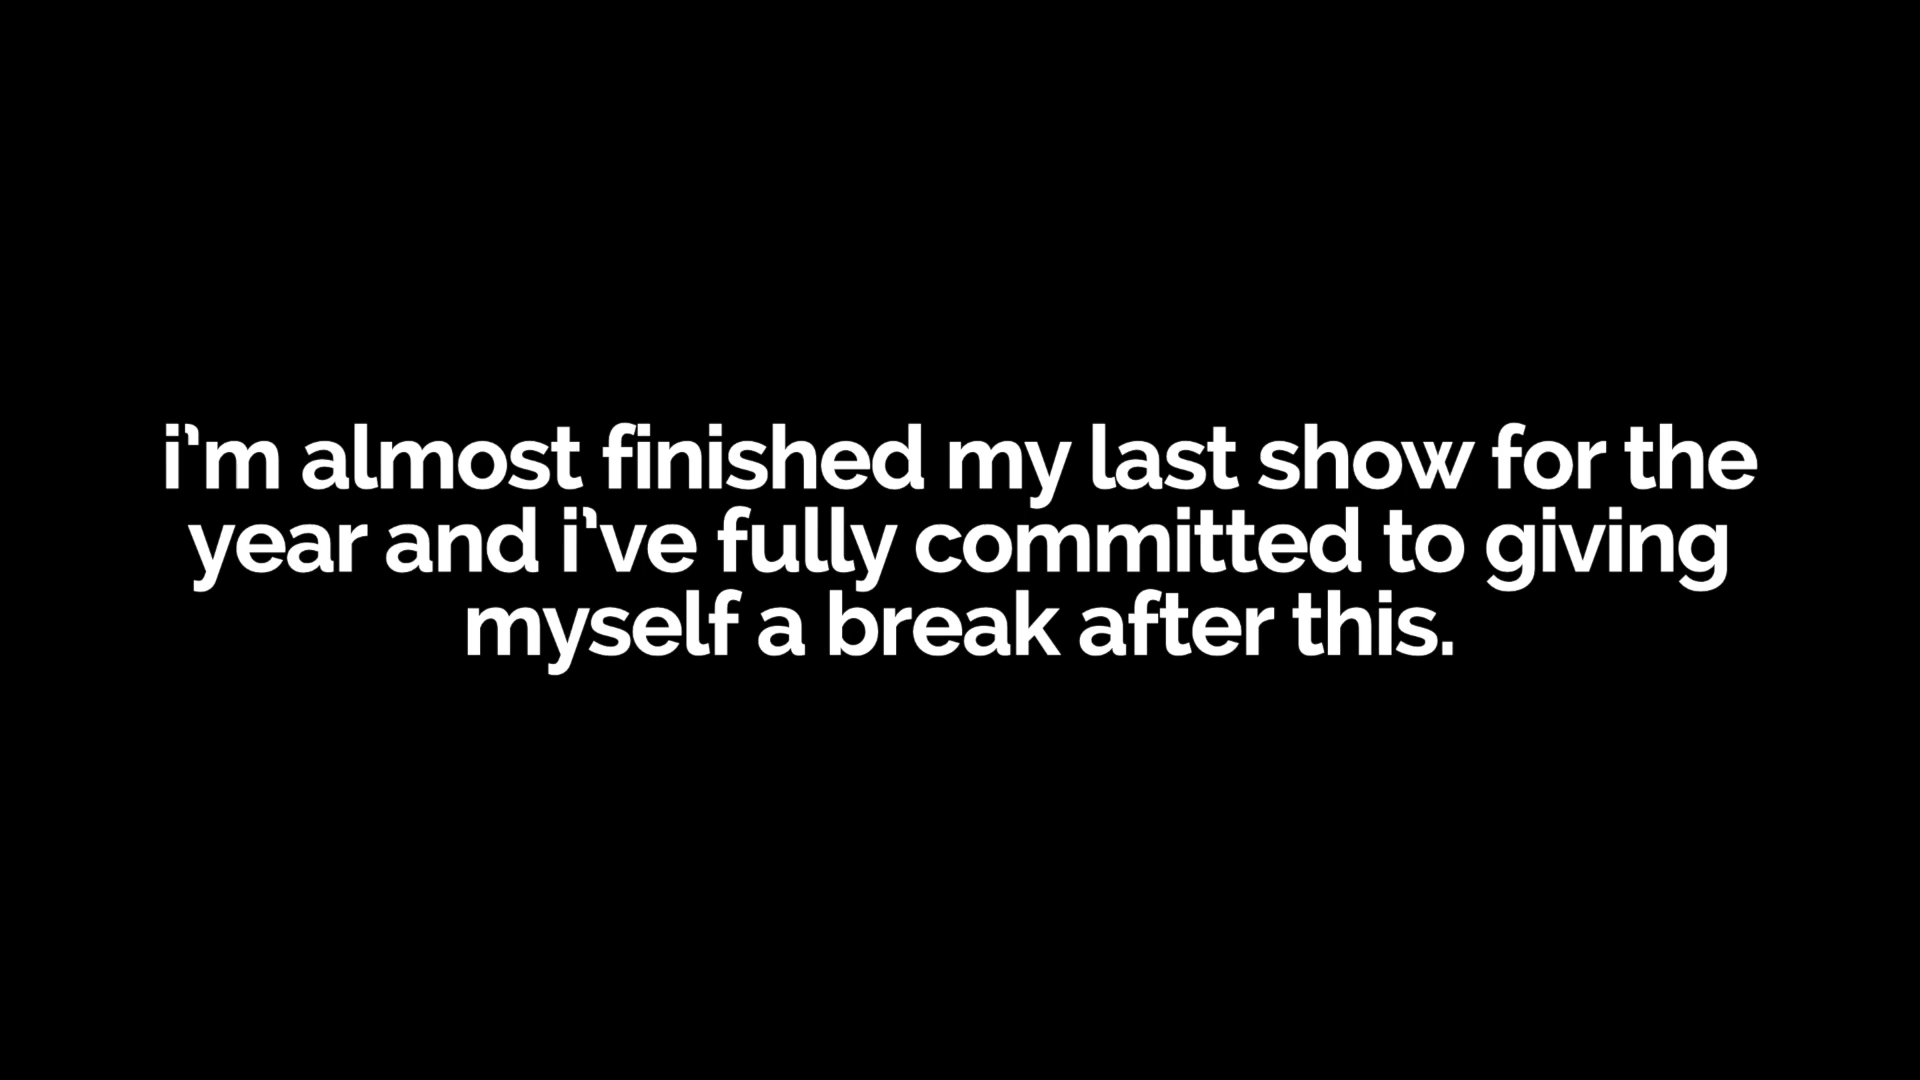 i’m almost finished my last show for the
year and i’ve fully committed to giving
myself a break after this.